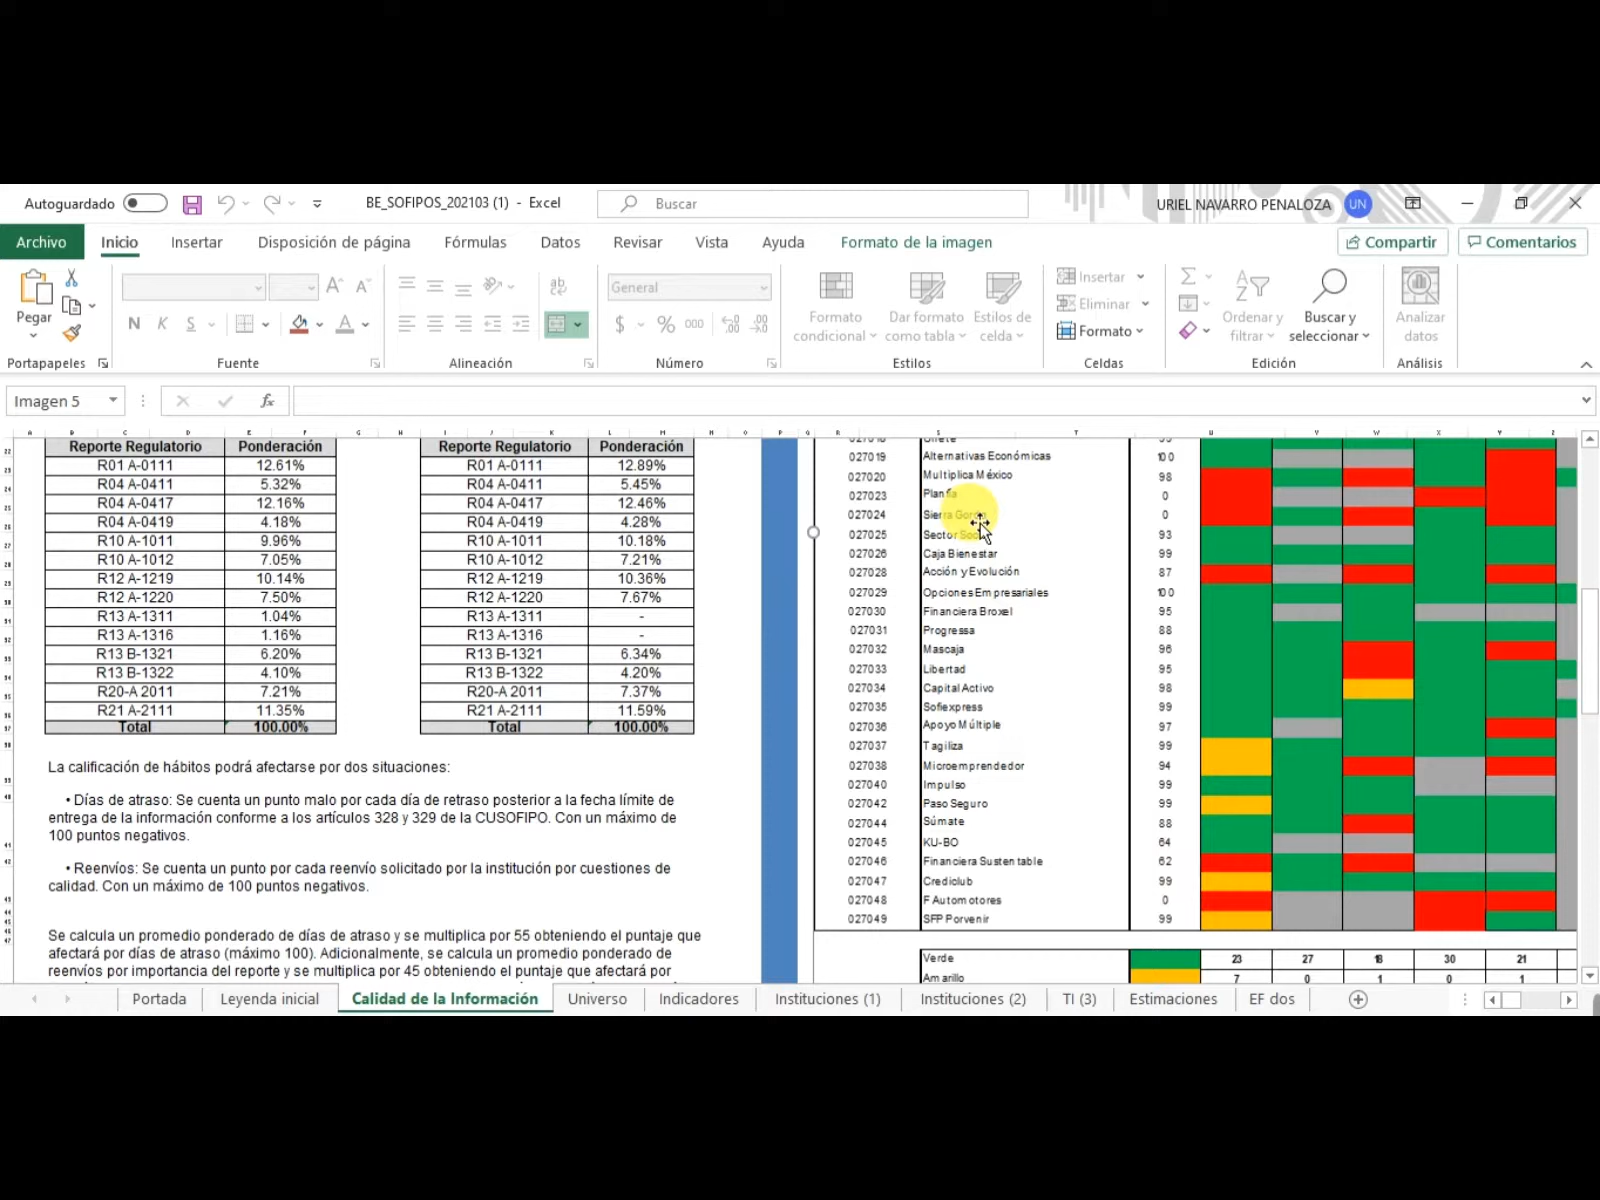 Autoguardado
BE_SOFIPOS_202103 (1) - Excel
Buscar
URIEL NAVARRO PENALOZA
UN
Archivo Inicio Insertar Disposición de página Fórmulas Datos Revisar Vista Ayuda Formato de la imagen Compartir Comentarios
Pegar
N K S
General
$ % 000
Formato condicional
Dar formato como tabla
Estilos de celda
Insertar
Eliminar
Formato
Ordenar y filtrar
Buscar y seleccionar
Analizar datos
Portapapeles Fuente Alineación Número Estilos Celdas Edición Análisis
Imagen 5
fx
Reporte Regulatorio Ponderación
R01 A-0111 12.61%
R04 A-0411 5.32%
R04 A-0417 12.16%
R04 A-0419 4.18%
R10 A-1011 9.96%
R10 A-1012 7.05%
R12 A-1219 10.14%
R12 A-1220 7.50%
R13 A-1311 1.04%
R13 A-1316 1.16%
R13 B-1321 6.20%
R13 B-1322 4.10%
R20-A 2011 7.21%
R21 A-2111 11.35%
Total 100.00%
Reporte Regulatorio Ponderación
R01 A-0111 12.89%
R04 A-0411 5.45%
R04 A-0417 12.46%
R04 A-0419 4.28%
R10 A-1011 10.18%
R10 A-1012 7.21%
R12 A-1219 10.36%
R12 A-1220 7.67%
R13 A-1311 -
R13 A-1316 -
R13 B-1321 6.34%
R13 B-1322 4.20%
R20-A 2011 7.37%
R21 A-2111 11.59%
Total 100.00%
La calificación de hábitos podrá afectarse por dos situaciones:
• Días de atraso: Se cuenta un punto malo por cada día de retraso posterior a la fecha límite de
entrega de la información conforme a los artículos 328 y 329 de la CUSOFIPO. Con un máximo de
100 puntos negativos.
• Reenvíos: Se cuenta un punto por cada reenvío solicitado por la institución por cuestiones de
calidad. Con un máximo de 100 puntos negativos.
Se calcula un promedio ponderado de días de atraso y se multiplica por 55 obteniendo el puntaje que
afectará por días de atraso (máximo 100). Adicionalmente, se calcula un promedio ponderado de
reenvíos por importancia del reporte y se multiplica por 45 obteniendo el puntaje que afectará por
027019 Alternativas Económicas 100
027020 Multiplica México 98
027023 Planfía 0
027024 Sierra Gorda 0
027025 Sector 93
027026 Caja Bienestar 99
027028 Acción y Evolución 87
027029 Opciones Empresariales 100
027030 Financiera Broxel 95
027031 Progressa 88
027032 Mascaja 96
027033 Libertad 95
027034 Capital Activo 98
027035 Sofiexpress 99
027036 Apoyo Múltiple 97
027037 Tagiliza 99
027038 Microemprendedor 94
027040 Impulso 99
027042 Paso Seguro 99
027044 Súmate 88
027045 KU-BO 64
027046 Financiera Sustentable 62
027047 Crediclub 99
027048 F Automotores 0
027049 SFP Porvenir 99
Verde 23 27 18 30 21
Amarillo 7 0 1 0 1
Portada Leyenda inicial Calidad de la Información Universo Indicadores Instituciones (1) Instituciones (2) TI (3) Estimaciones EF dos